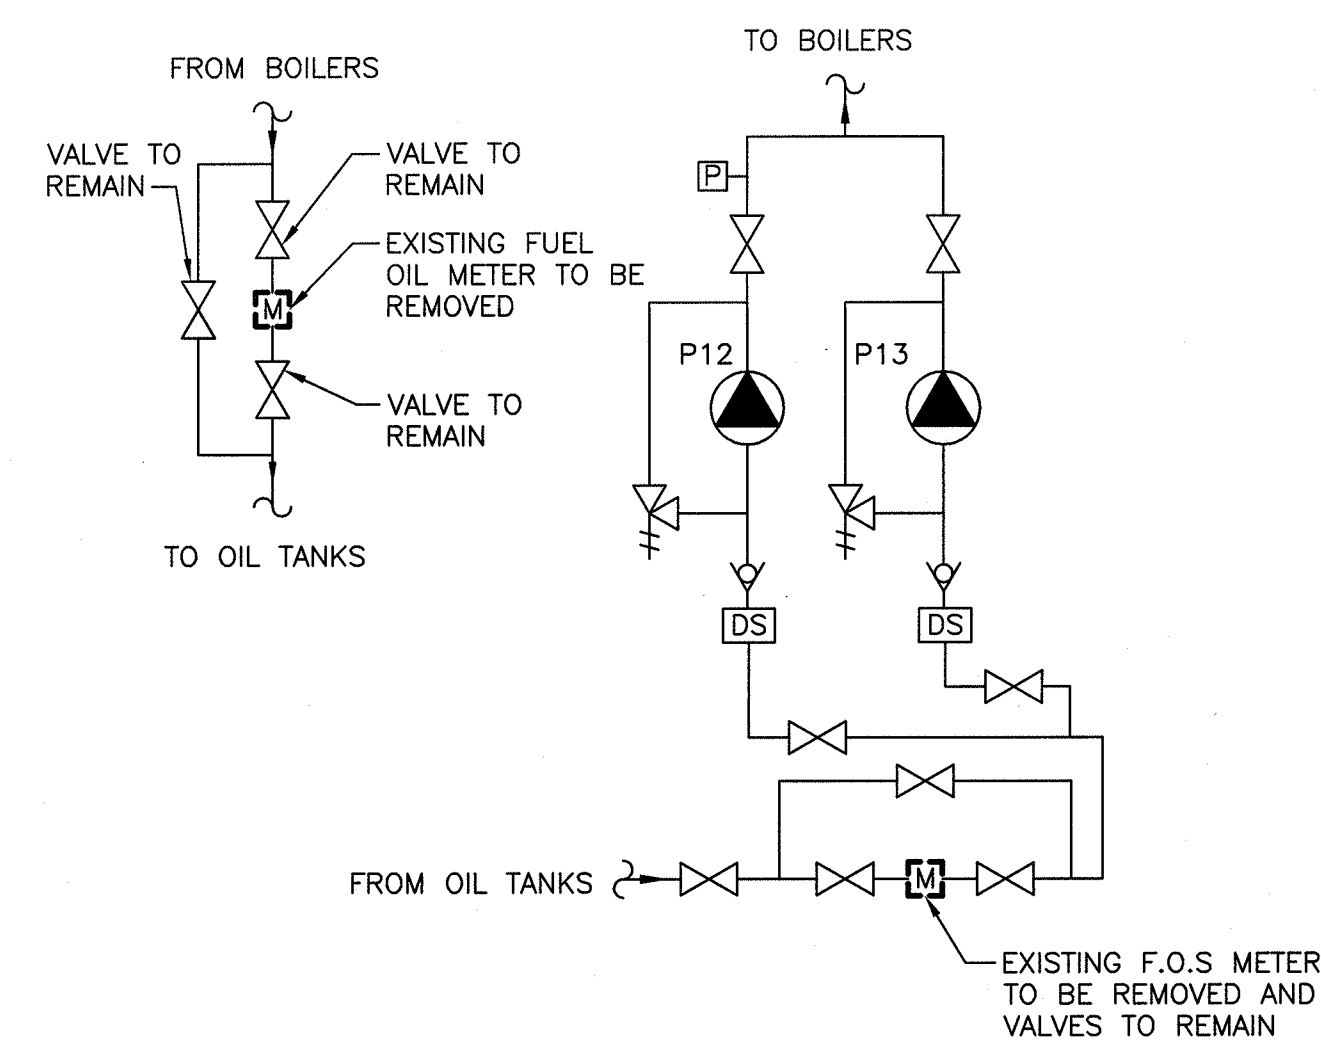 FROM BOILERS
VALVE TO
REMAIN
VALVE TO
REMAIN
EXISTING FUEL
OIL METER TO BE
REMOVED
M
VALVE TO
REMAIN
TO OIL TANKS
TO BOILERS
P
P12
P13
DS
DS
FROM OIL TANKS
M
EXISTING F.O.S METER
TO BE REMOVED AND
VALVES TO REMAIN